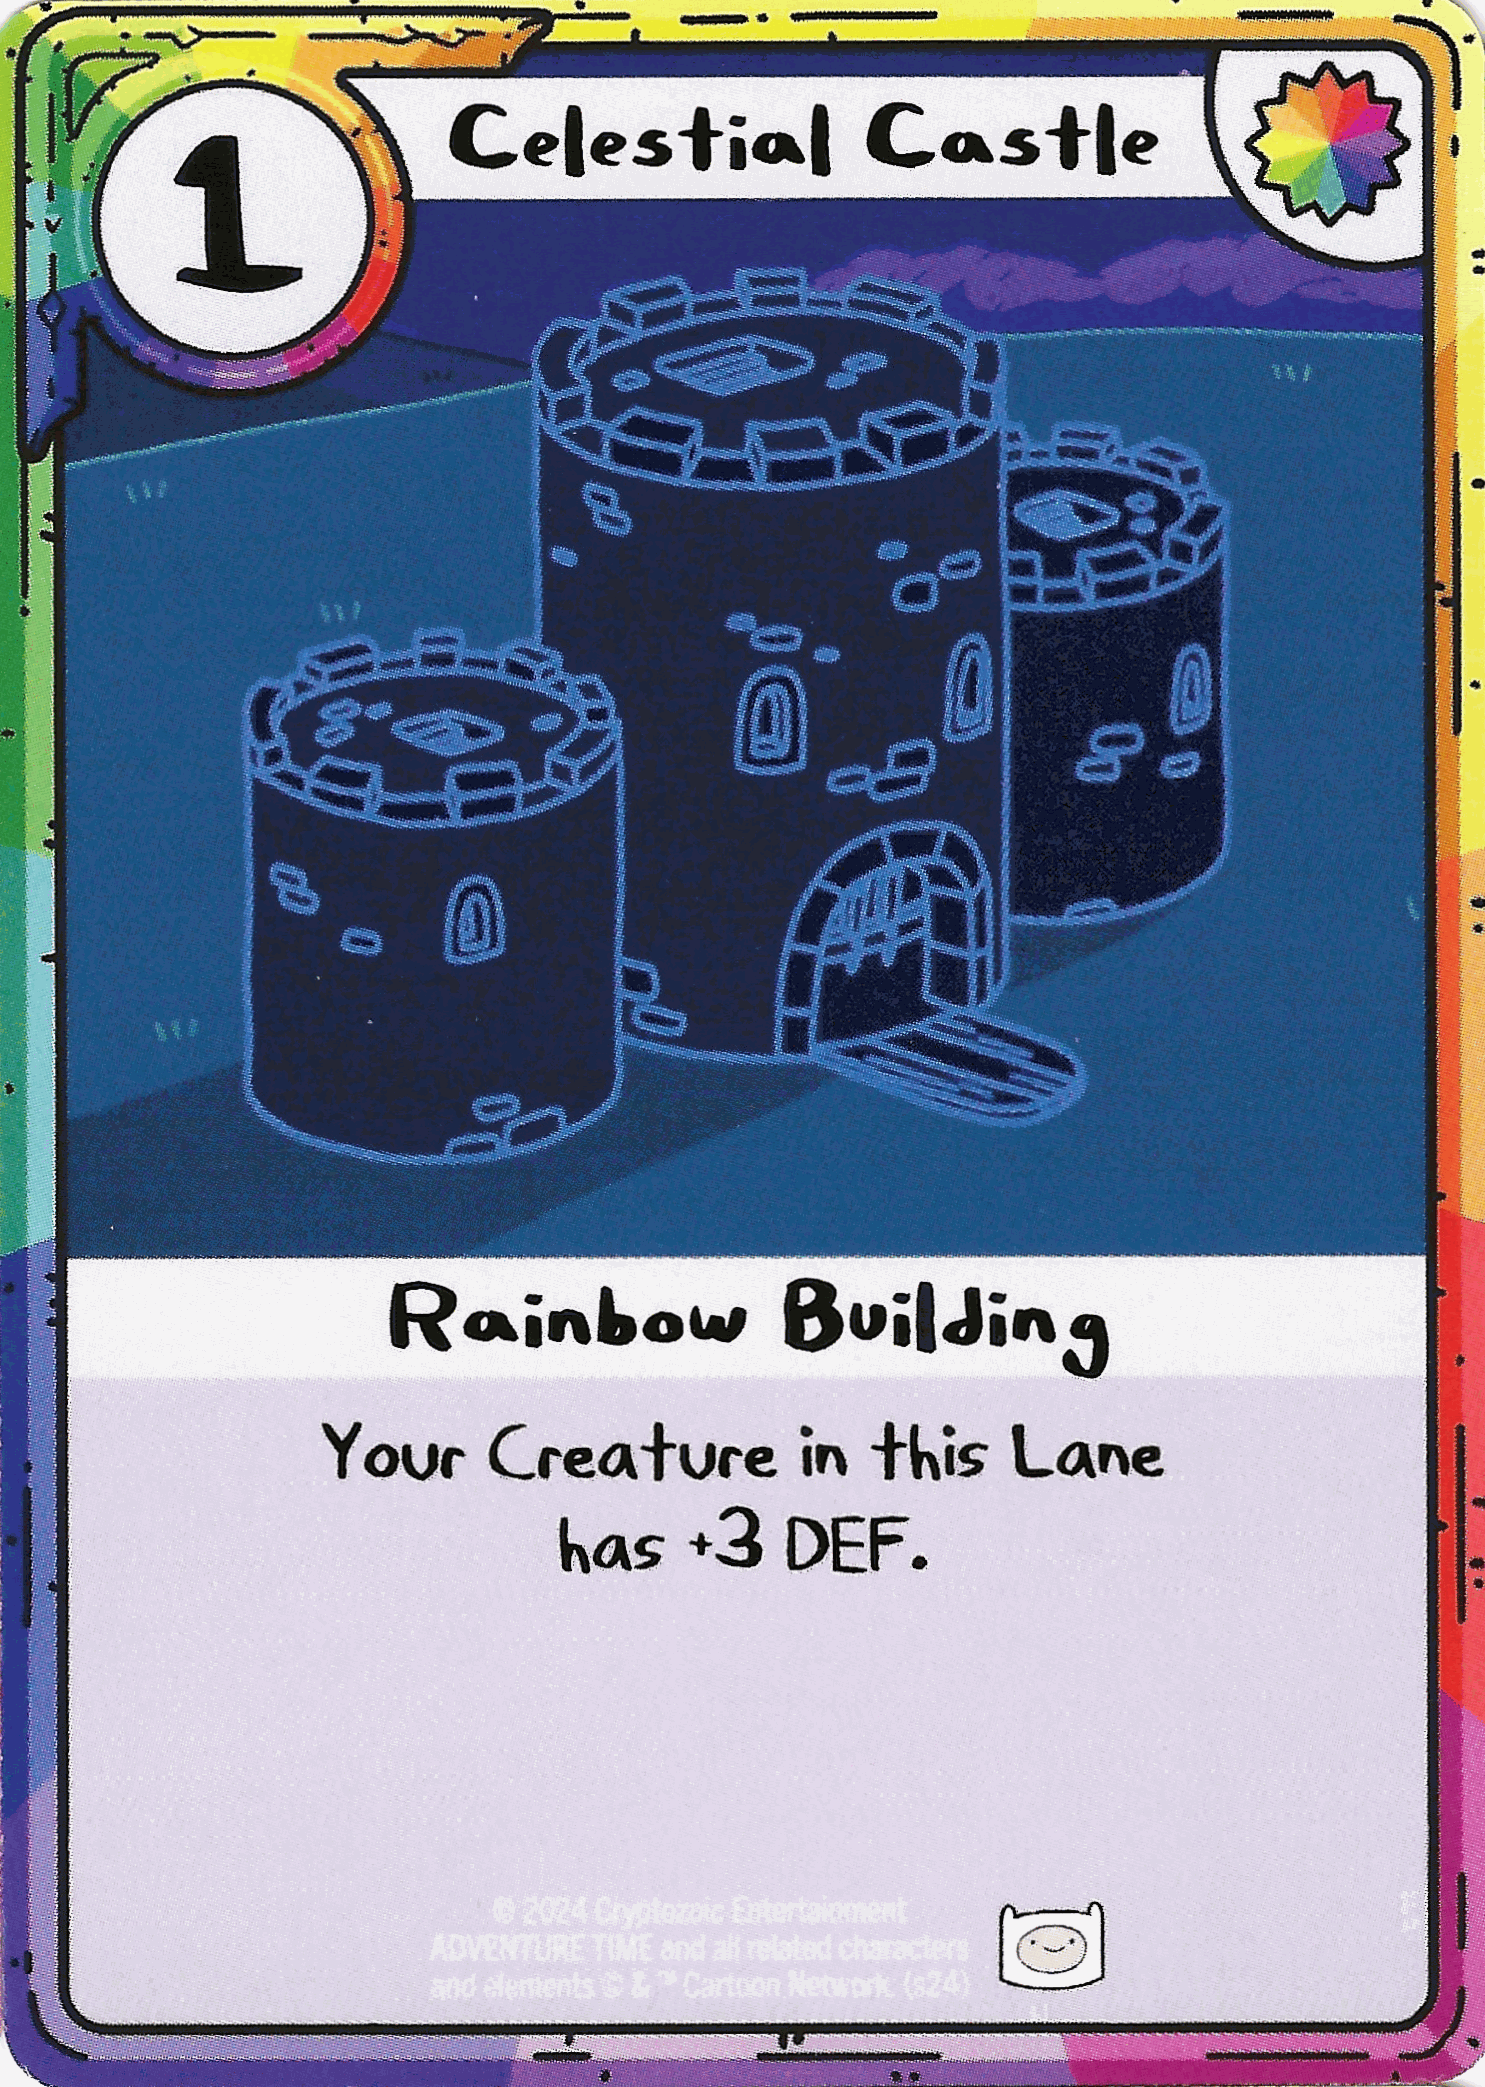 1
Celestial Castle
Rainbow Building
Your Creature in this Lane
has +3 DEF.
© 2024 Cryptozoic Entertainment
ADVENTURE TIME and all related characters
and elements © & ™ Cartoon Network. (s24)